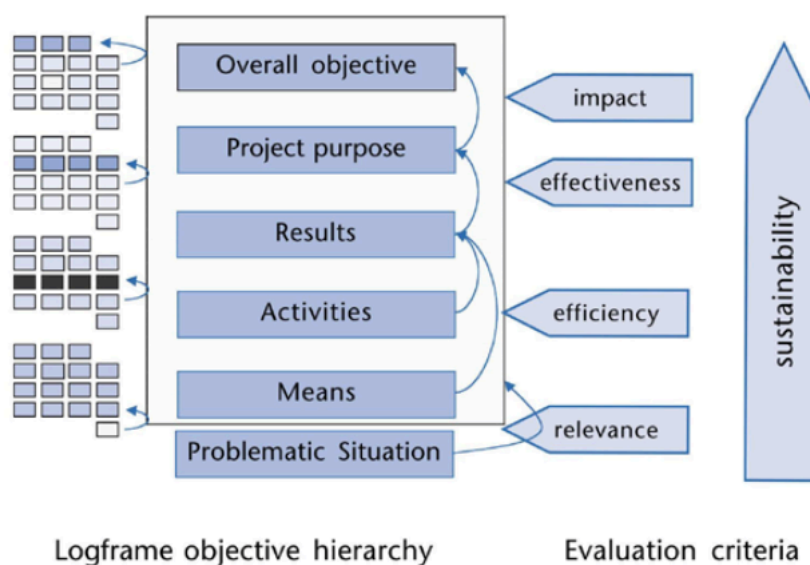 Overall objective
Project purpose
Results
Activities
Means
Problematic Situation
impact
effectiveness
efficiency
relevance
sustainability
Logframe objective hierarchy
Evaluation criteria